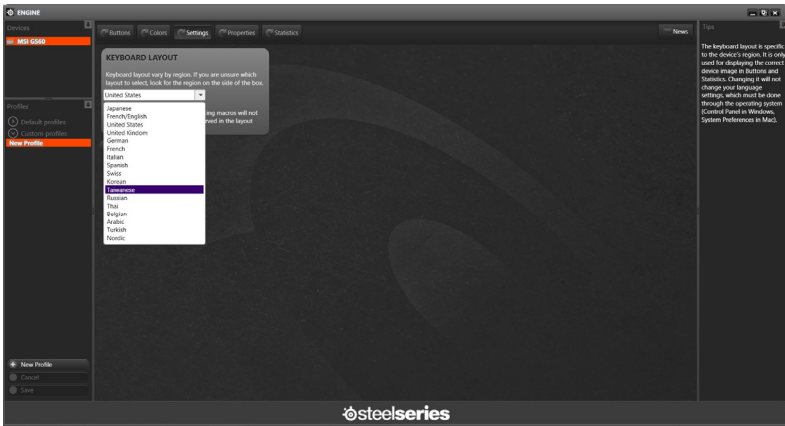 ENGINE
Devices
MSI GS60
Profiles
Default profiles
Custom profiles
New Profile
New Profile
Cancel
Save
Buttons
Colors
Settings
Properties
Statistics
News
KEYBOARD LAYOUT
Keyboard layout vary by region. If you are unsure which
layout to select, look for the region on the side of the box.
United States
Japanese
French/English
United States
United Kindom
German
French
Italian
Spanish
Swiss
Korean
Taiwanese
Russian
Thai
Belgian
Arabic
Turkish
Nordic
ing macros will not
erved in the layout
Tips
The keyboard layout is specific
to the device's region. It is only
used for displaying the correct
device image in Buttons and
Statistics. Changing it will not
change your language
settings, which must be done
through the operating system
(Control Panel in Windows,
System Preferences in Mac).
steelseries